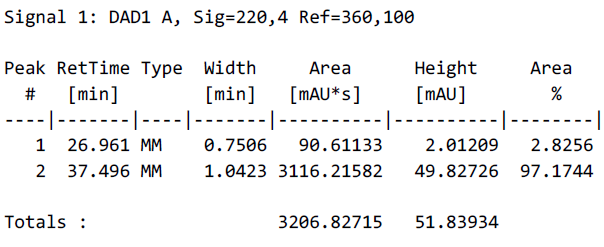 Signal 1: DAD1 A, Sig=220,4 Ref=360,100
Peak RetTime Type  Width     Area      Height     Area
  #   [min]        [min]   [mAU*s]     [mAU]        %
----|-------|----|-------|----------|----------|--------|
   1  26.961 MM    0.7506   90.61133    2.01209   2.8256
   2  37.496 MM    1.0423 3116.21582   49.82726  97.1744
Totals :                  3206.82715   51.83934